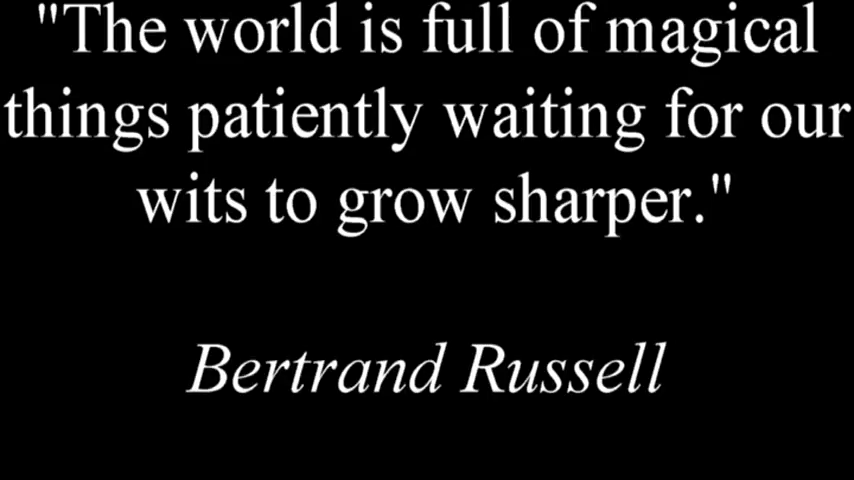 "The world is full of magical
things patiently waiting for our
wits to grow sharper."
Bertrand Russell